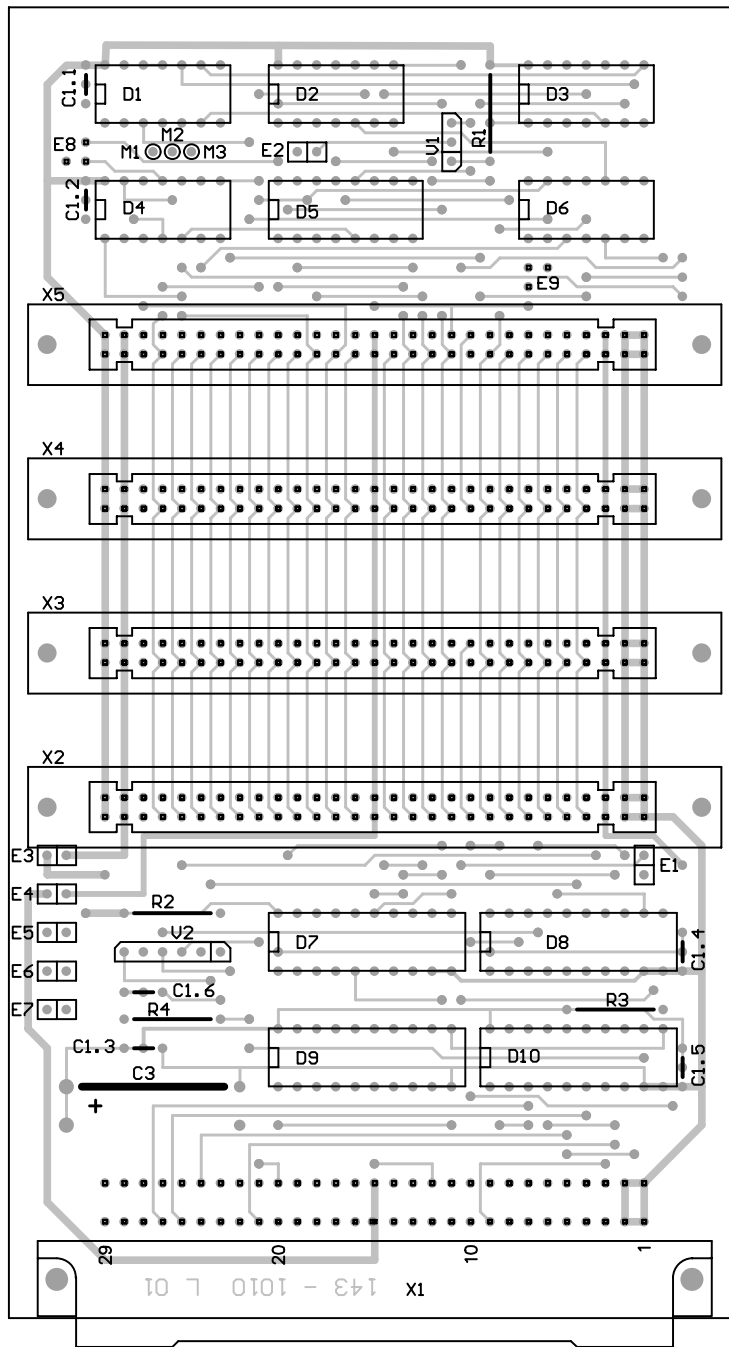 C1.1
D1
D2
D3
R1
V1
E8
M2
M1
M3
E2
C1.2
D4
D5
D6
E9
X5
X4
X3
X2
E3
E1
E4
R2
E5
V2
D7
D8
C1.4
E6
C1.6
E7
R4
R3
C1.3
D9
D10
C1.5
C3
+
29
20
10
1
143 - 1010 L 01
X1